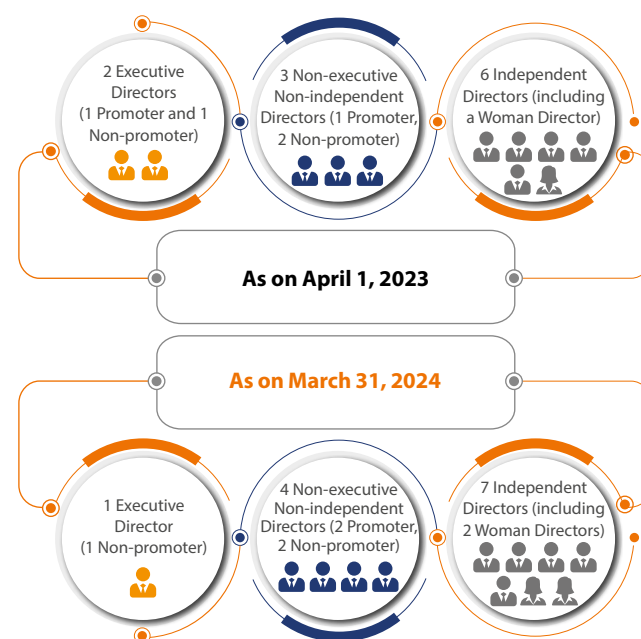 2 Executive
Directors
(1 Promoter and 1
Non-promoter)
3 Non-executive
Non-independent
Directors (1 Promoter,
2 Non-promoter)
6 Independent
Directors (including
a Woman Director)
As on April 1, 2023
As on March 31, 2024
1 Executive
Director
(1 Non-promoter)
4 Non-executive
Non-independent
Directors (2 Promoter,
2 Non-promoter)
7 Independent
Directors (including
2 Woman Directors)